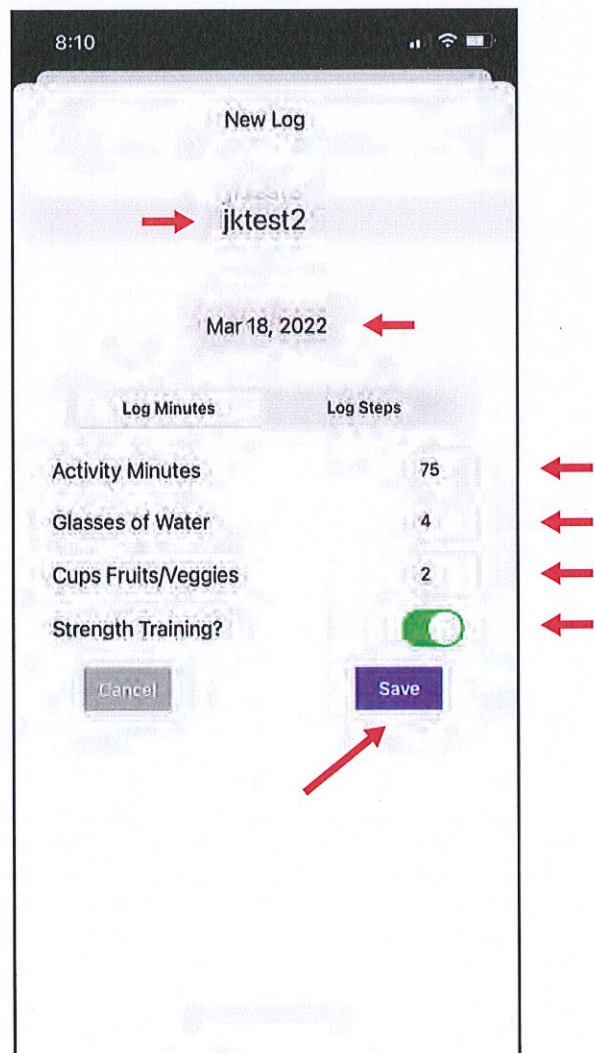 8:10
New Log
jktest2
Mar 18, 2022
Log Minutes Log Steps
Activity Minutes 75
Glasses of Water 4
Cups Fruits/Veggies 2
Strength Training?
Cancel Save